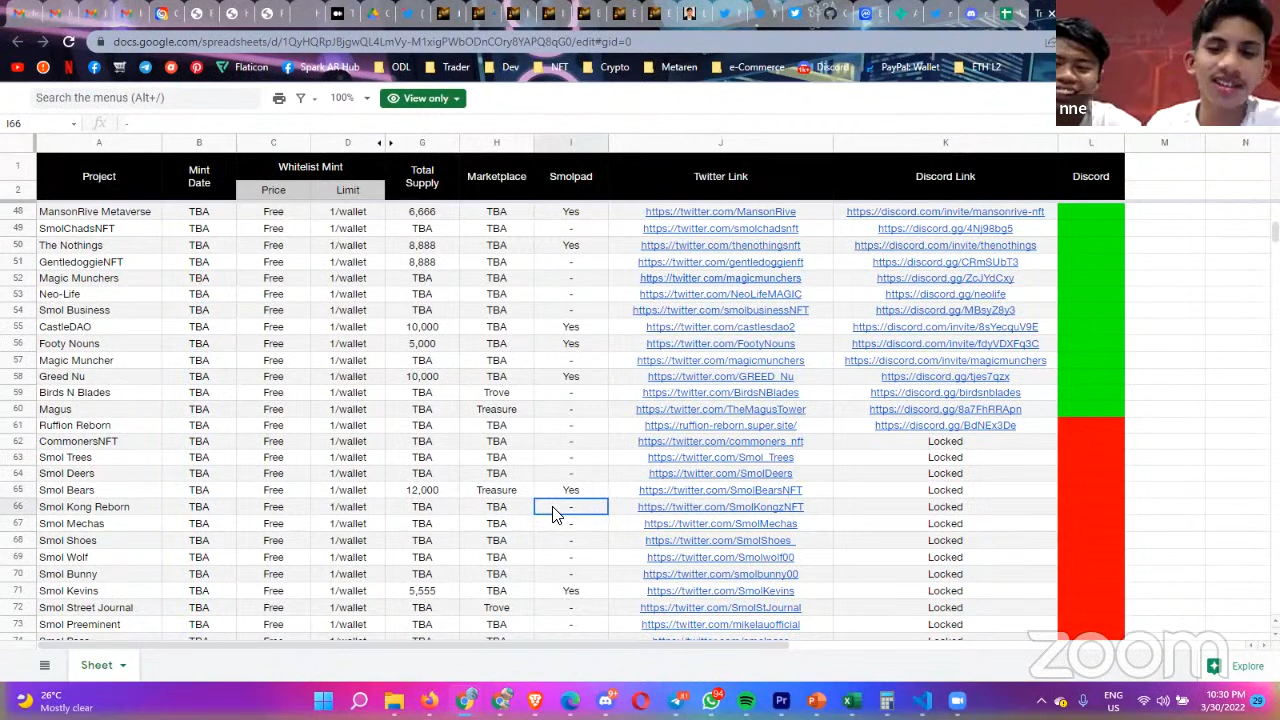 docs.google.com/spreadsheets/d/1QyHQRpJBjgwQL4LmVy-M1xigPWbODnCOry8YAPQ8qG0/edit#gid=0
Flaticon Spark AR Hub ODL Trader Dev NFT Crypto Metaren e-Commerce 10+ Discord PayPal: Wallet ETH L2
nne
Search the menus (Alt+/) 100% View only
I66 fx -
A B C D G H I J K L M N
1 Project Mint Date Whitelist Mint Total Supply Marketplace Smolpad Twitter Link Discord Link Discord
2 Price Limit
48 MansonRive Metaverse TBA Free 1/wallet 6,666 TBA Yes https://twitter.com/MansonRive https://discord.com/invite/mansonrive-nft
49 SmolChadsNFT TBA Free 1/wallet TBA TBA - https://twitter.com/smolchadsnft https://discord.gg/4Nj98bg5
50 The Nothings TBA Free 1/wallet 8,888 TBA Yes https://twitter.com/thenothingsnft https://discord.com/invite/thenothings
51 GentledoggieNFT TBA Free 1/wallet 8,888 TBA - https://twitter.com/gentledoggienft https://discord.gg/CRmSUbT3
52 Magic Munchers TBA Free 1/wallet TBA TBA - https://twitter.com/magicmunchers https://discord.gg/ZcJYdCxy
53 Neo-Life TBA Free 1/wallet TBA TBA - https://twitter.com/NeoLifeMAGIC https://discord.gg/neolife
54 Smol Business TBA Free 1/wallet TBA TBA - https://twitter.com/smolbusinessNFT https://discord.gg/MBsyZ8y3
55 CastleDAO TBA Free 1/wallet 10,000 TBA Yes https://twitter.com/castlesdao2 https://discord.com/invite/8sYecquV9E
56 Footy Nouns TBA Free 1/wallet 5,000 TBA Yes https://twitter.com/FootyNouns https://discord.com/invite/fdyVDXFq3C
57 Magic Muncher TBA Free 1/wallet TBA TBA - https://twitter.com/magicmunchers https://discord.com/invite/magicmunchers
58 Greed Nu TBA Free 1/wallet 10,000 TBA Yes https://twitter.com/GREED_Nu https://discord.gg/tjes7qzx
59 Birds N Blades TBA Free 1/wallet TBA Trove - https://twitter.com/BirdsNBlades https://discord.gg/birdsnblades
60 Magus TBA Free 1/wallet TBA Treasure - https://twitter.com/TheMagusTower https://discord.gg/8a7FhRRApn
61 Ruffion Reborn TBA Free 1/wallet TBA TBA - https://ruffion-reborn.super.site/ https://discord.gg/BdNEx3De
62 CommonersNFT TBA Free 1/wallet TBA TBA - https://twitter.com/commoners_nft Locked
63 Smol Trees TBA Free 1/wallet TBA TBA - https://twitter.com/Smol_Trees Locked
64 Smol Deers TBA Free 1/wallet TBA TBA - https://twitter.com/SmolDeers Locked
65 Smol Bears TBA Free 1/wallet 12,000 Treasure Yes https://twitter.com/SmolBearsNFT Locked
66 Smol Kong Reborn TBA Free 1/wallet TBA TBA - https://twitter.com/SmolKongzNFT Locked
67 Smol Mechas TBA Free 1/wallet TBA TBA - https://twitter.com/SmolMechas Locked
68 Smol Shoes TBA Free 1/wallet TBA TBA - https://twitter.com/SmolShoes_ Locked
69 Smol Wolf TBA Free 1/wallet TBA TBA - https://twitter.com/Smolwolf00 Locked
70 Smol Bunny TBA Free 1/wallet TBA TBA - https://twitter.com/smolbunny00 Locked
71 Smol Kevins TBA Free 1/wallet 5,555 TBA Yes https://twitter.com/SmolKevins Locked
72 Smol Street Journal TBA Free 1/wallet TBA Trove - https://twitter.com/SmolStJournal Locked
73 Smol Preeminent TBA Free 1/wallet TBA TBA - https://twitter.com/mikelauofficial Locked
zoom
Sheet Explore
26°C
Mostly clear
94
ENG
US
10:30 PM
3/30/2022
29